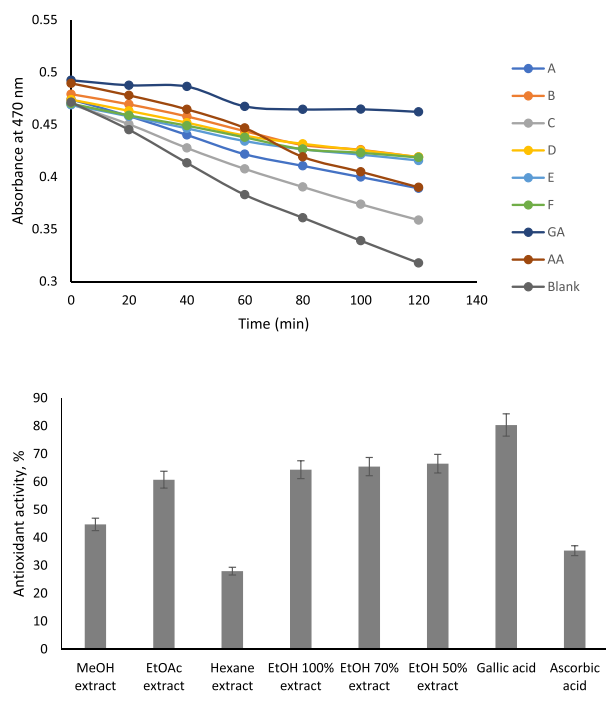 0.55
0.5
0.45
0.4
0.35
0.3
Absorbance at 470 nm
0 20 40 60 80 100 120 140
Time (min)
A
B
C
D
E
F
GA
AA
Blank
90
80
70
60
50
40
30
20
10
0
Antioxidant activity, %
MeOH EtOAc Hexane EtOH 100% EtOH 70% EtOH 50% Gallic acid Ascorbic
extract extract extract extract extract extract acid